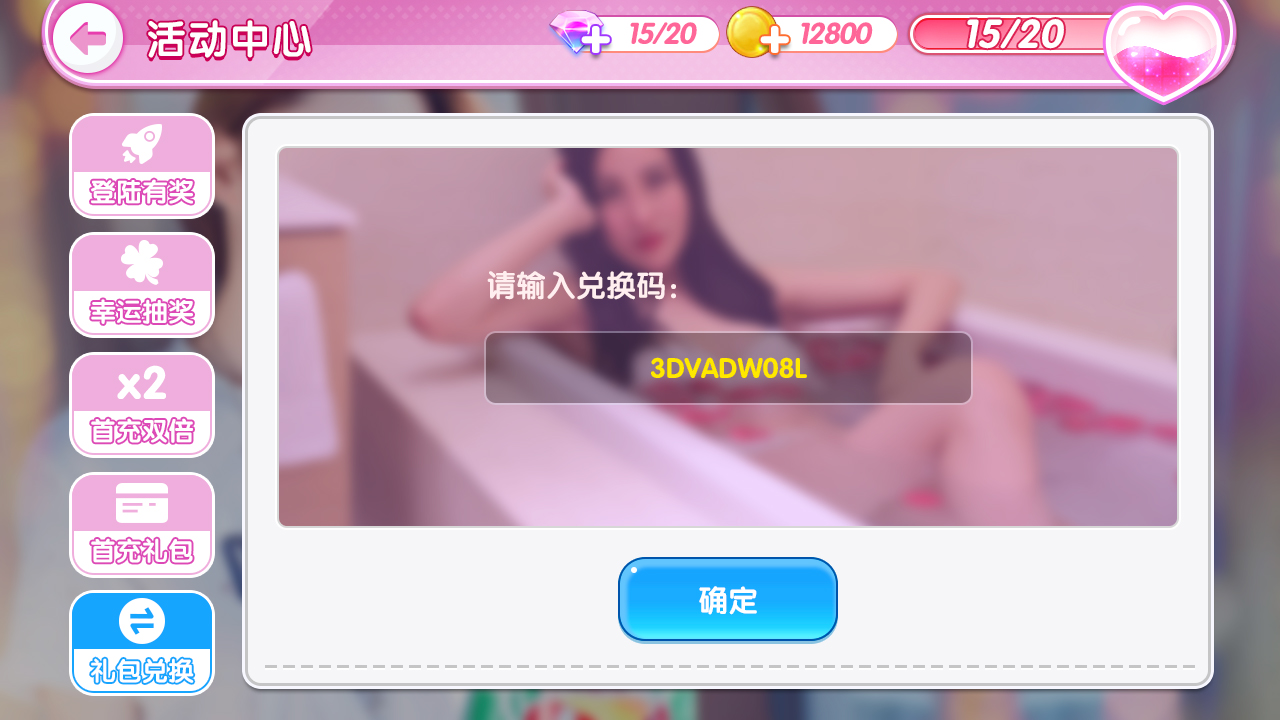 活动中心
15/20
12800
15/20
登陆有奖
幸运抽奖
x2
首充双倍
首充礼包
礼包兑换
请输入兑换码：
3DVADW08L
确定